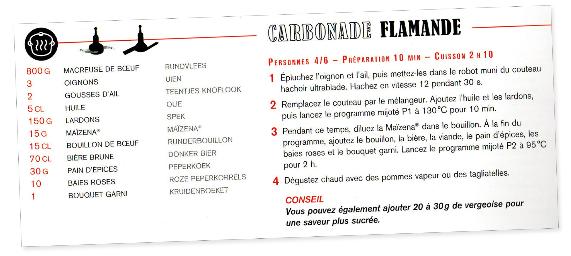 CARBONADE FLAMANDE
PERSONNES 4/6 – PRÉPARATION 10 MIN – CUISSON 2 H 10
800 G MACREUSE DE BŒUF RUNDVLEES
3 OIGNONS UIEN
2 GOUSSES D'AIL TEENTJES KNOFLOOK
5 CL HUILE OLIE
150 G LARDONS SPEK
15 G MAÏZENA® MAÏZENA®
15 CL BOUILLON DE BŒUF RUNDERBOUILLON
70 CL BIÈRE BRUNE DONKER BIER
30 G PAIN D'ÉPICES PEPERKOEK
10 BAIES ROSES ROZE PEPERKORRELS
1 BOUQUET GARNI KRUIDENBOEKET
1 Épluchez l'oignon et l'ail, puis mettez-les dans le robot muni du couteau
hachoir ultrablade. Hachez en vitesse 12 pendant 30 s.
2 Remplacez le couteau par le mélangeur. Ajoutez l'huile et les lardons,
puis lancez le programme mijoté P1 à 130°C pour 10 min.
3 Pendant ce temps, diluez la Maïzena® dans le bouillon. À la fin du
programme, ajoutez le bouillon, la bière, la viande, le pain d'épices, les
baies roses et le bouquet garni. Lancez le programme mijoté P2 à 95°C
pour 2 h.
4 Dégustez chaud avec des pommes vapeur ou des tagliatelles.
CONSEIL
Vous pouvez également ajouter 20 à 30 g de vergeoise pour
une saveur plus sucrée.